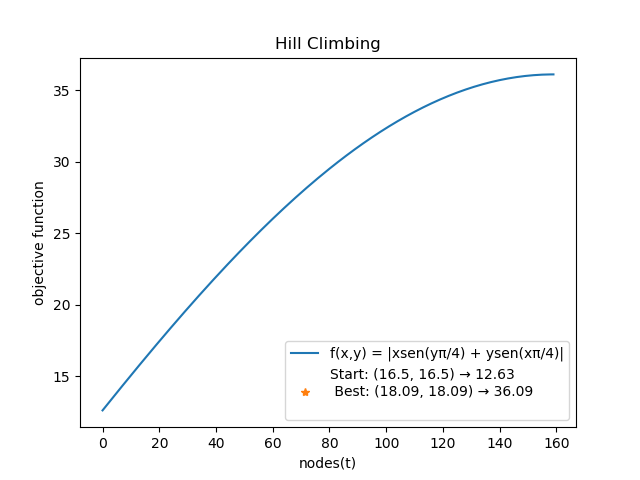 Hill Climbing
objective function
35
30
25
20
15
f(x,y) = |xsen(yπ/4) + ysen(xπ/4)|
Start: (16.5, 16.5) → 12.63
Best: (18.09, 18.09) → 36.09
0 20 40 60 80 100 120 140 160
nodes(t)